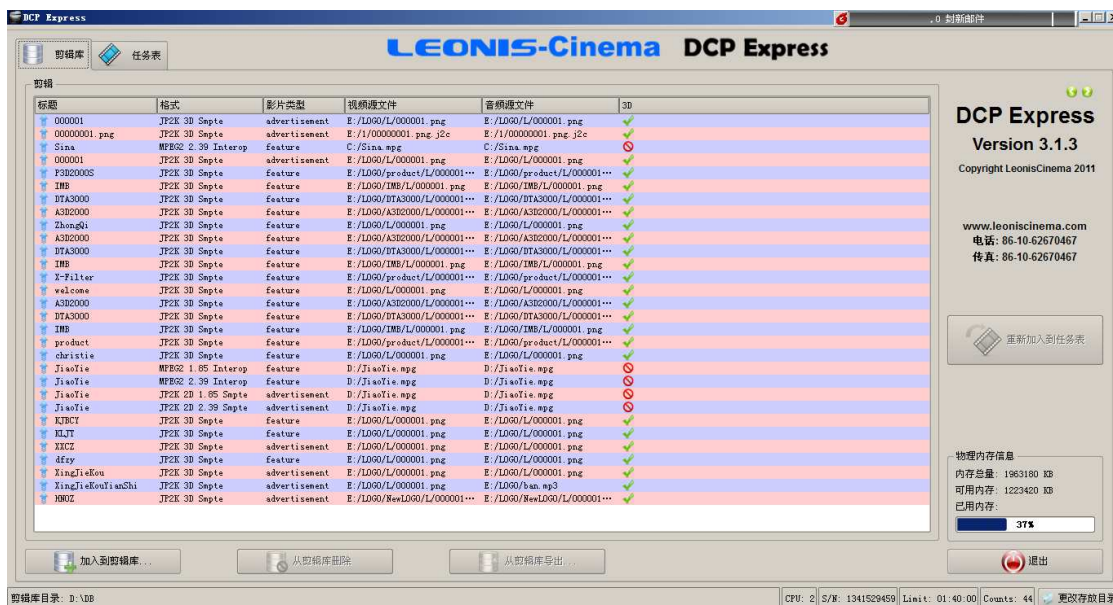 DCP Express
.0 封新邮件
剪辑库
任务表
LEONIS-Cinema DCP Express
剪辑
标题 格式 影片类型 视频源文件 音频源文件 3D
000001 JP2K 3D Smpte advertisement E:/LOGO/L/000001.png E:/LOGO/L/000001.png
00000001.png JP2K 3D Smpte advertisement E:/1/00000001.png.j2c E:/1/00000001.png.j2c
Sina MPEG2 2.39 Interop feature C:/Sina.mpg C:/Sina.mpg
000001 JP2K 3D Smpte advertisement E:/LOGO/L/000001.png E:/LOGO/L/000001.png
P3D2000S JP2K 3D Smpte feature E:/LOGO/product/L/000001··· E:/LOGO/product/L/000001···
IMB JP2K 3D Smpte feature E:/LOGO/IMB/L/000001.png E:/LOGO/IMB/L/000001.png
DTA3000 JP2K 3D Smpte feature E:/LOGO/DTA3000/L/000001··· E:/LOGO/DTA3000/L/000001···
A3D2000 JP2K 3D Smpte feature E:/LOGO/A3D2000/L/000001··· E:/LOGO/A3D2000/L/000001···
ZhongQi JP2K 3D Smpte feature E:/LOGO/L/000001.png E:/LOGO/L/000001.png
A3D2000 JP2K 3D Smpte feature E:/LOGO/A3D2000/L/000001··· E:/LOGO/A3D2000/L/000001···
DTA3000 JP2K 3D Smpte feature E:/LOGO/DTA3000/L/000001··· E:/LOGO/DTA3000/L/000001···
IMB JP2K 3D Smpte feature E:/LOGO/IMB/L/000001.png E:/LOGO/IMB/L/000001.png
X-Filter JP2K 3D Smpte feature E:/LOGO/product/L/000001··· E:/LOGO/product/L/000001···
welcome JP2K 3D Smpte feature E:/LOGO/L/000001.png E:/LOGO/L/000001.png
A3D2000 JP2K 3D Smpte feature E:/LOGO/A3D2000/L/000001··· E:/LOGO/A3D2000/L/000001···
DTA3000 JP2K 3D Smpte feature E:/LOGO/DTA3000/L/000001··· E:/LOGO/DTA3000/L/000001···
IMB JP2K 3D Smpte feature E:/LOGO/IMB/L/000001.png E:/LOGO/IMB/L/000001.png
product JP2K 3D Smpte feature E:/LOGO/product/L/000001··· E:/LOGO/product/L/000001···
christie JP2K 3D Smpte feature E:/LOGO/L/000001.png E:/LOGO/L/000001.png
JiaoYie MPEG2 1.85 Interop feature D:/JiaoYie.mpg D:/JiaoYie.mpg
JiaoYie MPEG2 2.39 Interop feature D:/JiaoYie.mpg D:/JiaoYie.mpg
JiaoYie JP2K 2D 1.85 Smpte advertisement D:/JiaoYie.mpg D:/JiaoYie.mpg
JiaoYie JP2K 2D 2.39 Smpte advertisement D:/JiaoYie.mpg D:/JiaoYie.mpg
KJBCY JP2K 3D Smpte feature E:/LOGO/L/000001.png E:/LOGO/L/000001.png
KLJY JP2K 3D Smpte feature E:/LOGO/L/000001.png E:/LOGO/L/000001.png
XXCZ JP2K 3D Smpte advertisement E:/LOGO/L/000001.png E:/LOGO/L/000001.png
dfzy JP2K 3D Smpte feature E:/LOGO/L/000001.png E:/LOGO/L/000001.png
XingJieKou JP2K 3D Smpte advertisement E:/LOGO/L/000001.png E:/LOGO/L/000001.png
XingJieKouYianShi JP2K 3D Smpte advertisement E:/LOGO/L/000001.png E:/LOGO/ban.mp3
HNOZ JP2K 3D Smpte advertisement E:/LOGO/NewLOGO/L/000001··· E:/LOGO/NewLOGO/L/000001···
DCP Express
Version 3.1.3
Copyright LeonisCinema 2011
www.leoniscinema.com
电话: 86-10-62670467
传真: 86-10-62670467
重新加入到任务表
物理内存信息
内存总量: 1963180 KB
可用内存: 1223420 KB
已用内存:
37%
加入到剪辑库...
从剪辑库删除
从剪辑库导出...
退出
剪辑库目录: D:\DB
CPU: 2 S/N: 1341529459 Limit: 01:40:00 Counts: 44 更改存放目录